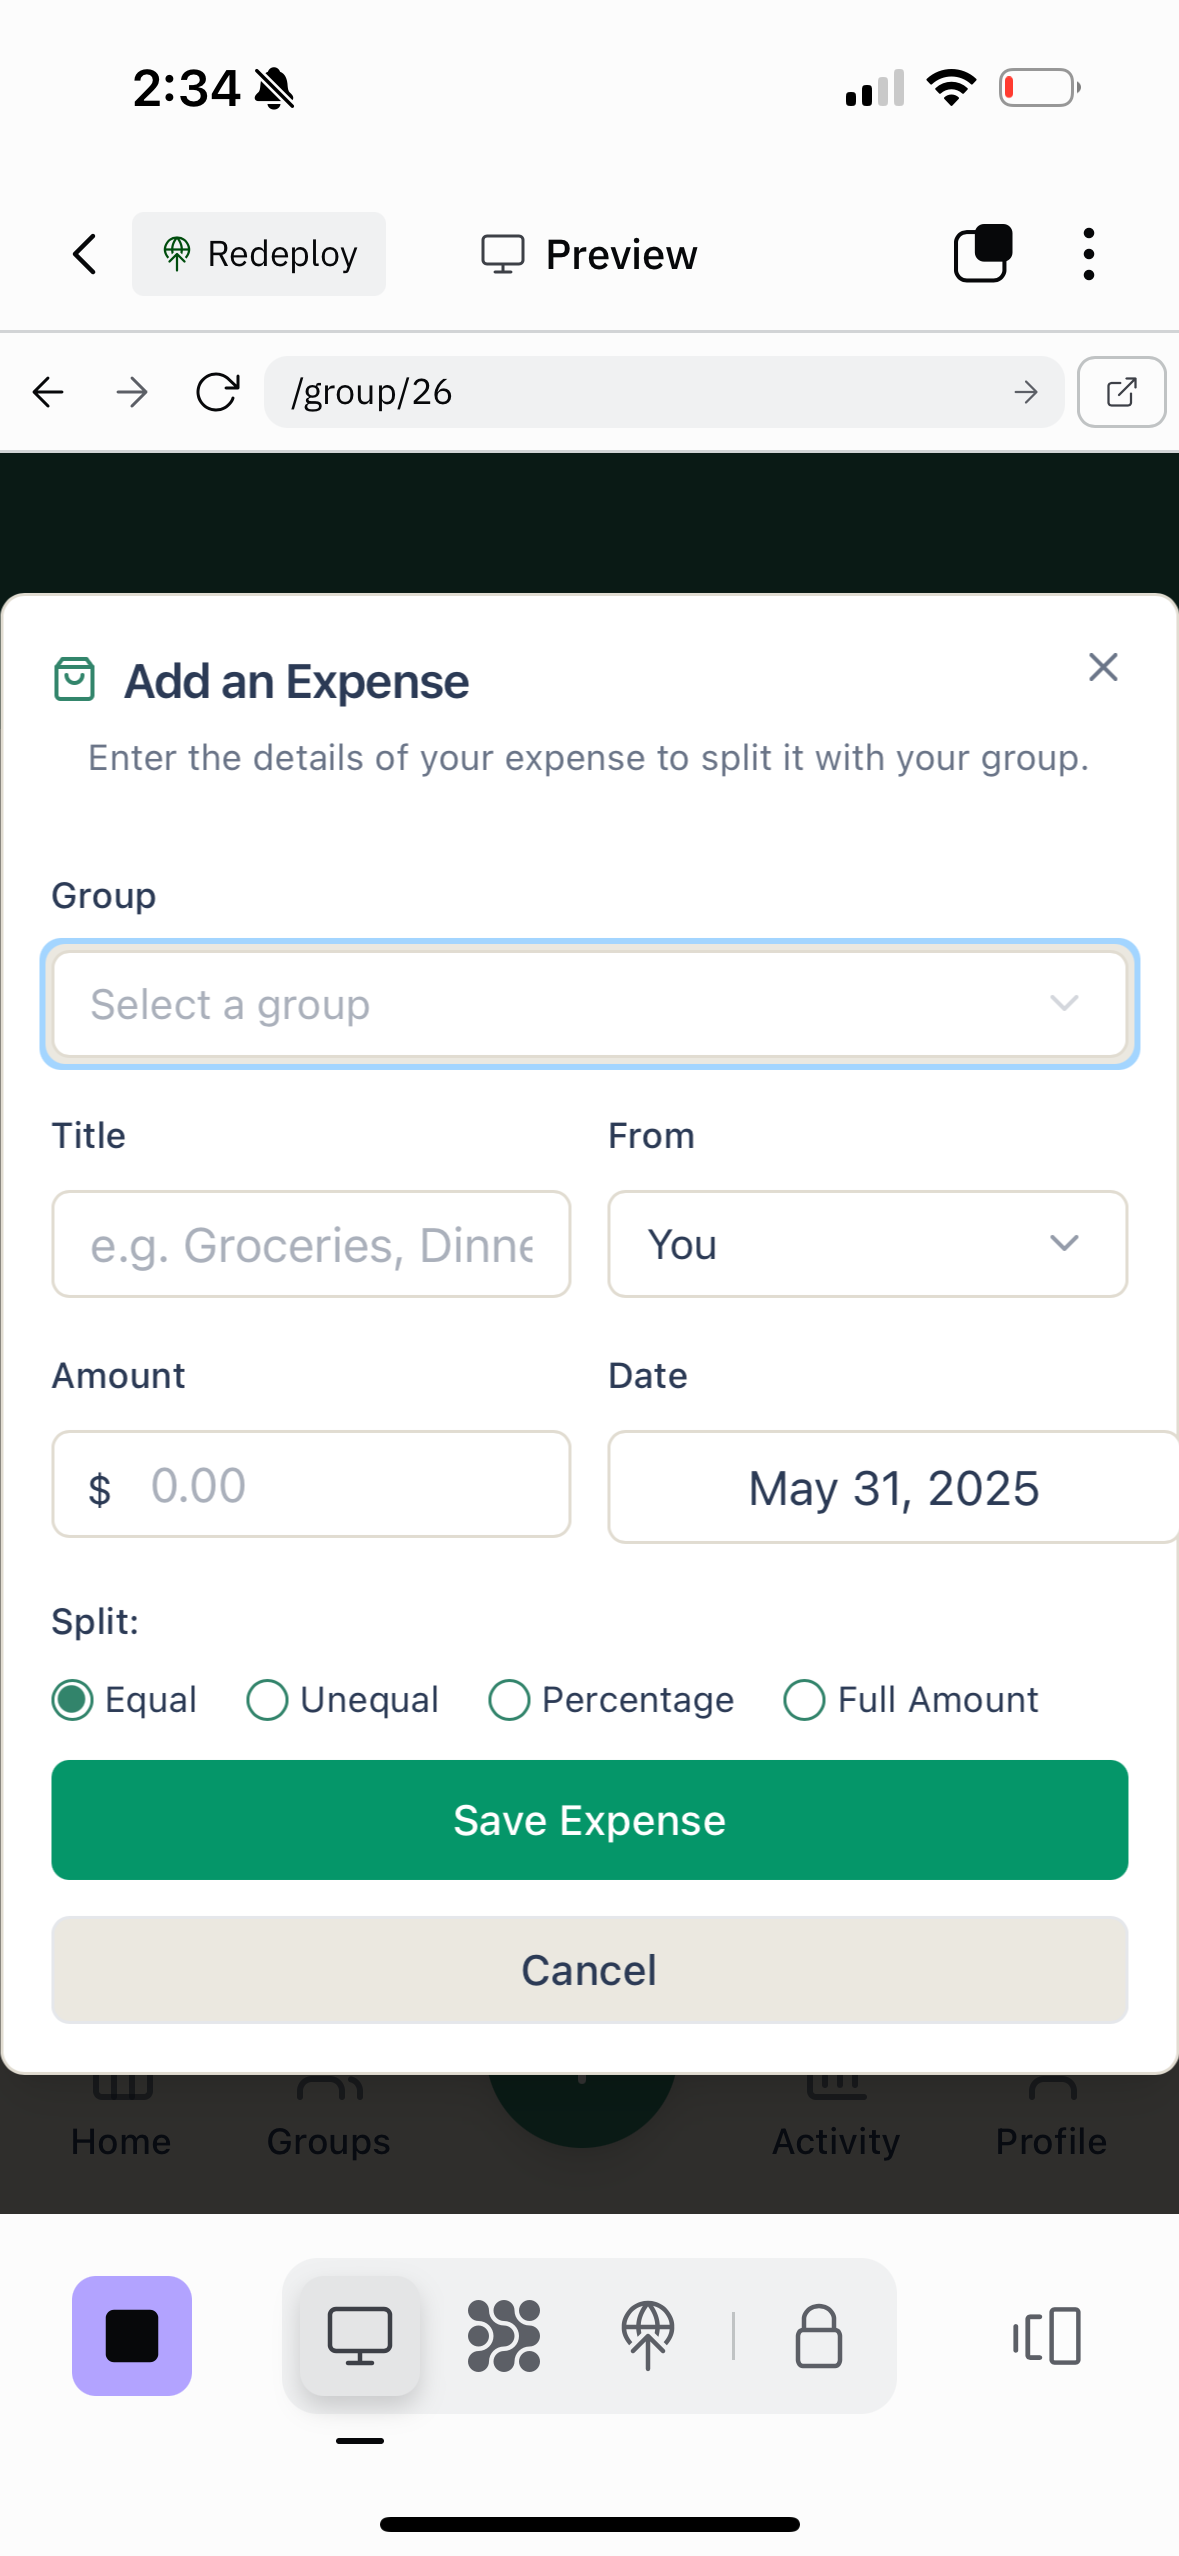 2:34
Redeploy
Preview
/group/26
Add an Expense
Enter the details of your expense to split it with your group.
Group
Select a group
Title
From
e.g. Groceries, Dinne
You
Amount
Date
$ 0.00
May 31, 2025
Split:
Equal Unequal Percentage Full Amount
Save Expense
Cancel
Home Groups Activity Profile